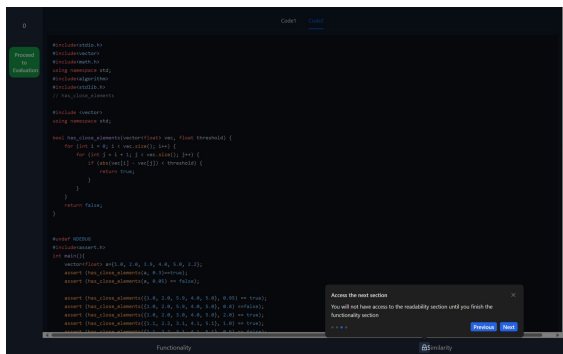 0
Code1 Code2
Proceed
to
Evaluation
#include<stdio.h>
#include<vector>
#include<math.h>
using namespace std;
#include<algorithm>
#include<stdlib.h>
// has_close_elements
#include <vector>
using namespace std;
bool has_close_elements(vector<float> vec, float threshold) {
for (int i = 0; i < vec.size(); i++) {
for (int j = i + 1; j < vec.size(); j++) {
if (abs(vec[i] - vec[j]) < threshold) {
return true;
}
}
}
return false;
}
#undef NDEBUG
#include<assert.h>
int main(){
vector<float> a={1.0, 2.0, 3.9, 4.0, 5.0, 2.2};
assert (has_close_elements(a, 0.3)==true);
assert (has_close_elements(a, 0.05) == false);
assert (has_close_elements({1.0, 2.0, 5.9, 4.0, 5.0}, 0.95) == true);
assert (has_close_elements({1.0, 2.0, 5.9, 4.0, 5.0}, 0.8) ==false);
assert (has_close_elements({1.0, 2.0, 3.0, 4.0, 5.0}, 2.0) == true);
assert (has_close_elements({1.1, 2.2, 3.1, 4.1, 5.1}, 1.0) == true);
Access the next section
You will not have access to the readability section until you finish the
functionality section
Previous Next
Functionality
Similarity